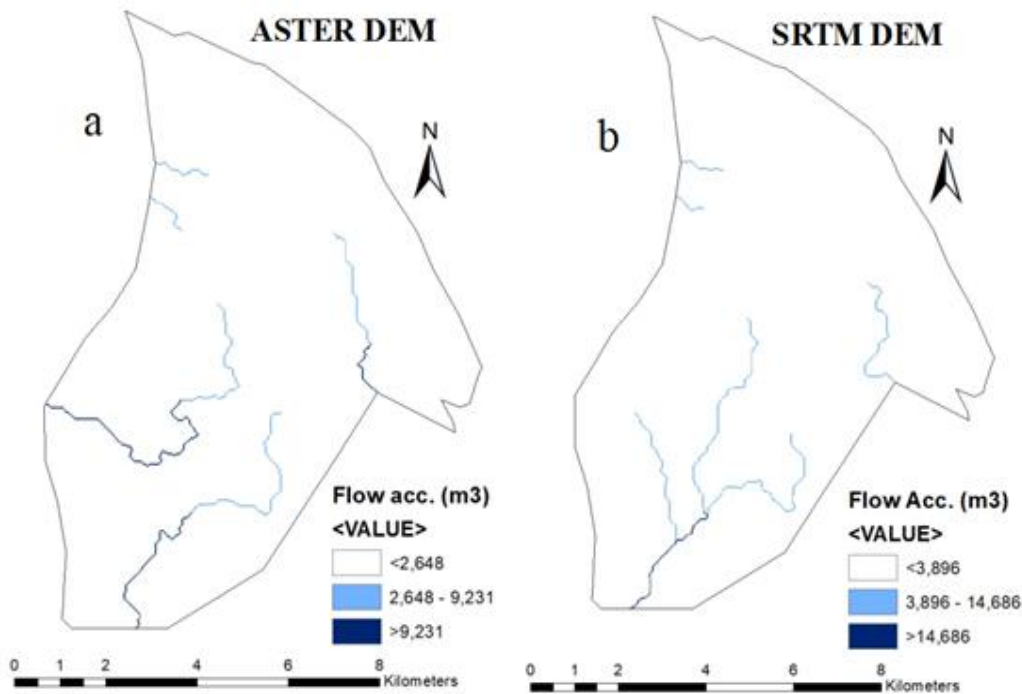 ASTER DEM
a
N
Flow acc. (m3)
<VALUE>
<2,648
2,648 - 9,231
>9,231
0 1 2 4 6 8
Kilometers
SRTM DEM
b
N
Flow Acc. (m3)
<VALUE>
<3,896
3,896 - 14,686
>14,686
0 1 2 4 6 8
Kilometers